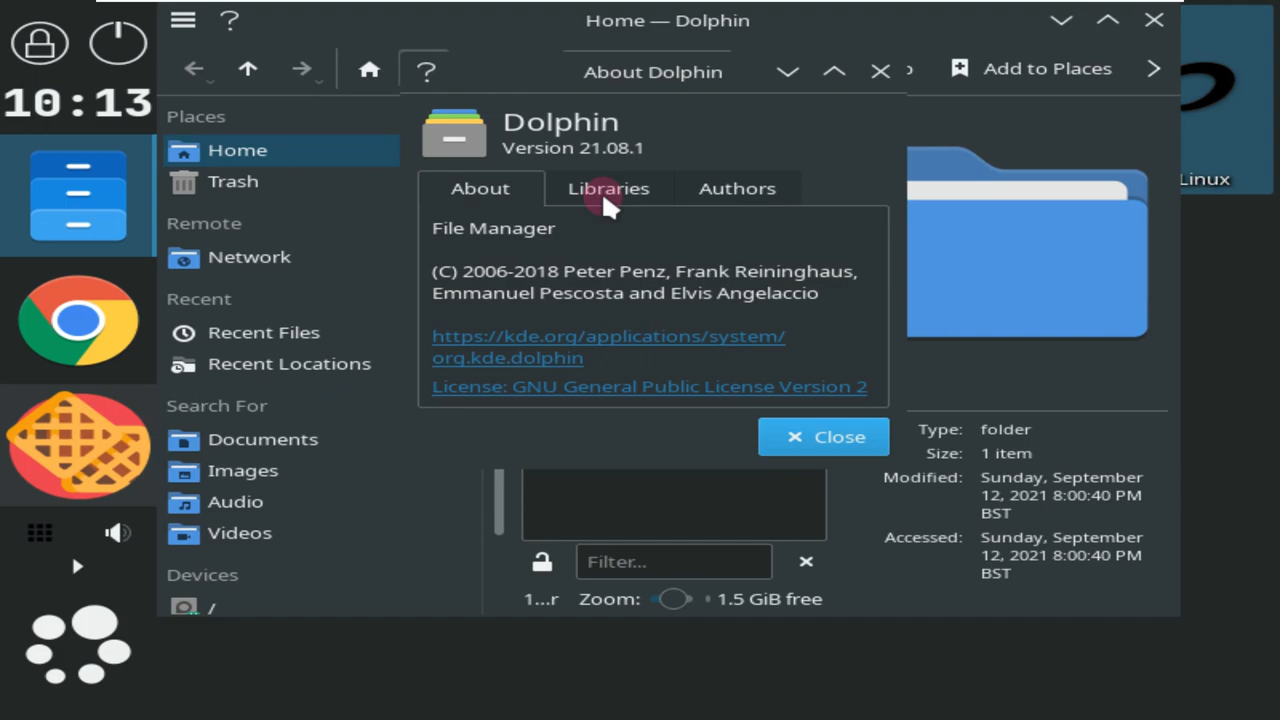 Home — Dolphin
10:13
About Dolphin
Add to Places
Places
Home
Trash
Remote
Network
Recent
Recent Files
Recent Locations
Search For
Documents
Images
Audio
Videos
Devices
/
Dolphin
Version 21.08.1
About
Libraries
Authors
File Manager
(C) 2006-2018 Peter Penz, Frank Reininghaus,
Emmanuel Pescosta and Elvis Angelaccio
https://kde.org/applications/system/
org.kde.dolphin
License: GNU General Public License Version 2
Close
Linux
Type: folder
Size: 1 item
Modified: Sunday, September
12, 2021 8:00:40 PM
BST
Accessed: Sunday, September
12, 2021 8:00:40 PM
BST
Filter...
1...r Zoom: 1.5 GiB free